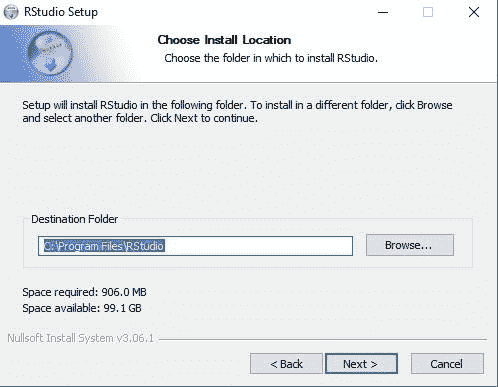 RStudio Setup
Choose Install Location
Choose the folder in which to install RStudio.
Setup will install RStudio in the following folder. To install in a different folder, click Browse
and select another folder. Click Next to continue.
Destination Folder
C:\Program Files\RStudio
Browse...
Space required: 906.0 MB
Space available: 99.1 GB
Nullsoft Install System v3.06.1
< Back
Next >
Cancel